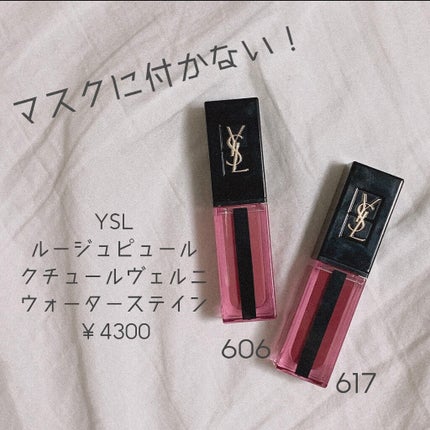 マスクに付かない！
YSL
YSL
YSL
ルージュピュール
クチュールヴェルニ
ウォーターステイン
¥4300
606
617